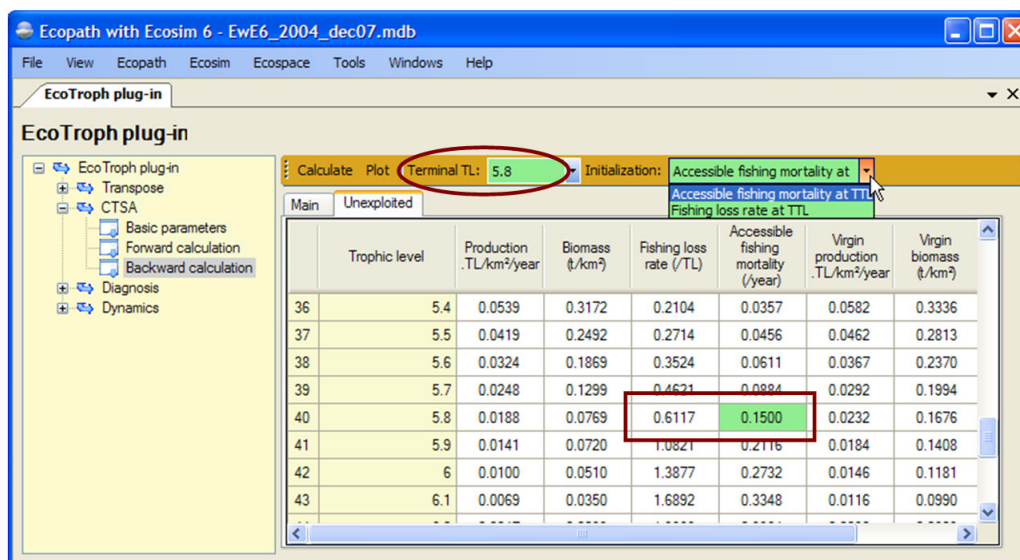 Ecopath with Ecosim 6 - EwE6_2004_dec07.mdb
File View Ecopath Ecosim Ecospace Tools Windows Help
EcoTroph plug-in
EcoTroph plug-in
EcoTroph plug-in
Transpose
CTSA
Basic parameters
Forward calculation
Backward calculation
Diagnosis
Dynamics
Calculate Plot Terminal TL: 5.8 Initialization: Accessible fishing mortality at
Accessible fishing mortality at TTL
Fishing loss rate at TTL
Main Unexploited
Trophic level Production .TL/km²/year Biomass (t/km²) Fishing loss rate (/TL) Accessible fishing mortality (/year) Virgin production .TL/km²/year Virgin biomass (t/km²)
36 5.4 0.0539 0.3172 0.2104 0.0357 0.0582 0.3336
37 5.5 0.0419 0.2492 0.2714 0.0456 0.0462 0.2813
38 5.6 0.0324 0.1869 0.3524 0.0611 0.0367 0.2370
39 5.7 0.0248 0.1299 0.4621 0.0884 0.0292 0.1994
40 5.8 0.0188 0.0769 0.6117 0.1500 0.0232 0.1676
41 5.9 0.0141 0.0720 1.0821 0.2116 0.0184 0.1408
42 6 0.0100 0.0510 1.3877 0.2732 0.0146 0.1181
43 6.1 0.0069 0.0350 1.6892 0.3348 0.0116 0.0990